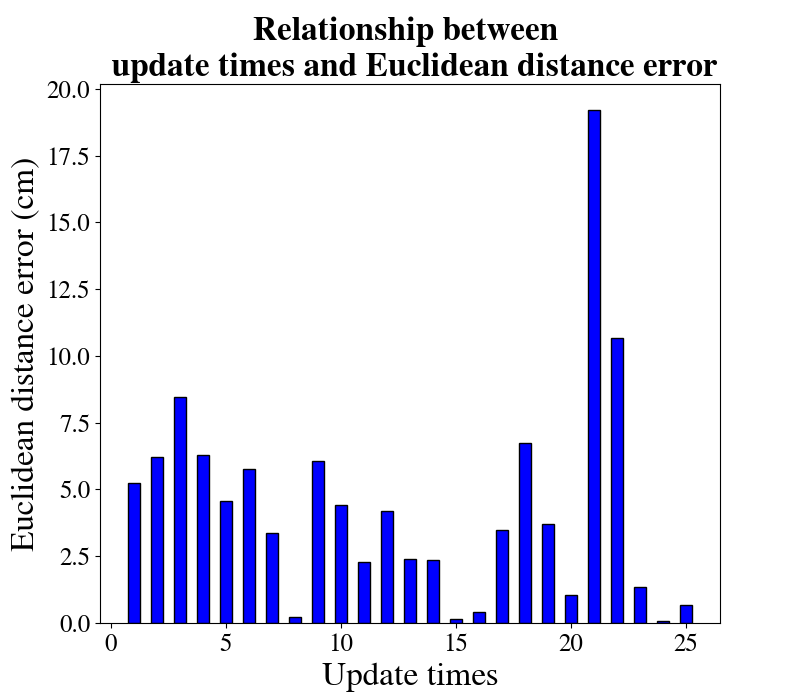 Relationship between
update times and Euclidean distance error
20.0
17.5
15.0
12.5
10.0
7.5
5.0
2.5
0.0
Euclidean distance error (cm)
0 5 10 15 20 25
Update times